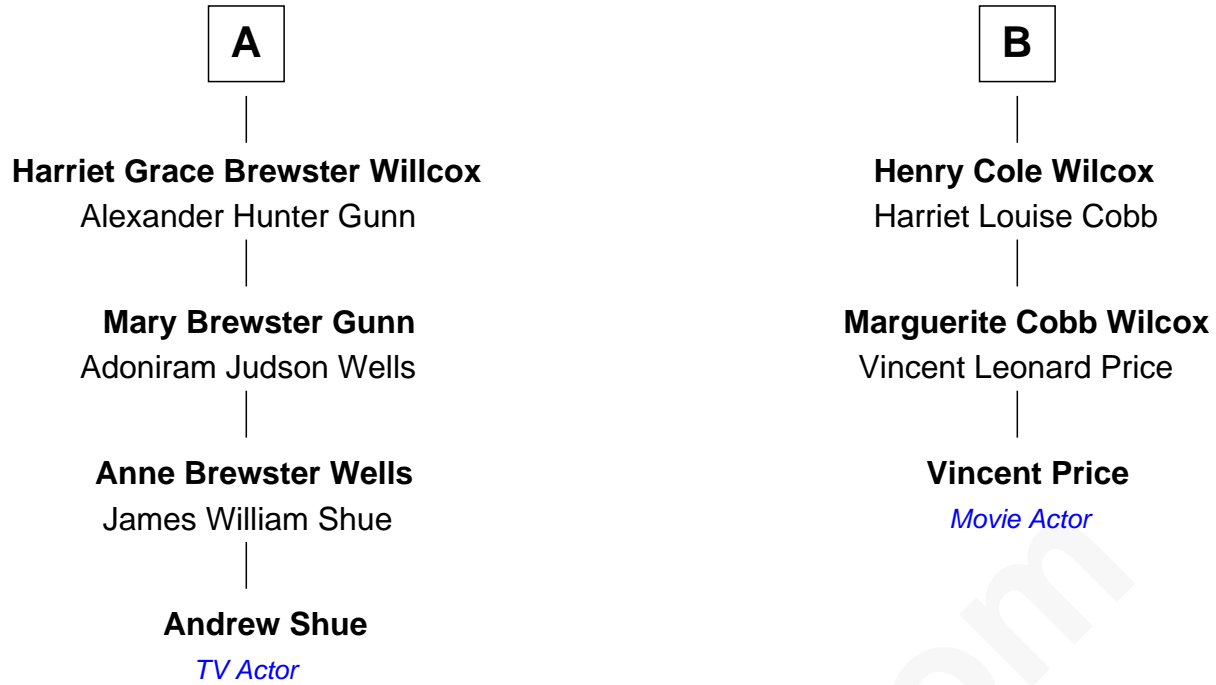 A
Harriet Grace Brewster Willcox
Alexander Hunter Gunn
Mary Brewster Gunn
Adoniram Judson Wells
Anne Brewster Wells
James William Shue
Andrew Shue
TV Actor
B
Henry Cole Wilcox
Harriet Louise Cobb
Marguerite Cobb Wilcox
Vincent Leonard Price
Vincent Price
Movie Actor
om